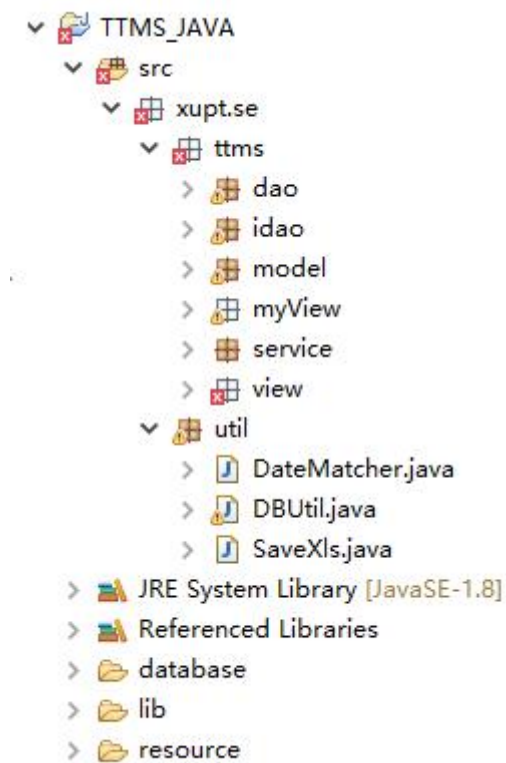 TTMS_JAVA
src
xupt.se
ttms
dao
idao
model
myView
service
view
util
DateMatcher.java
DBUtil.java
SaveXls.java
JRE System Library [JavaSE-1.8]
Referenced Libraries
database
lib
resource